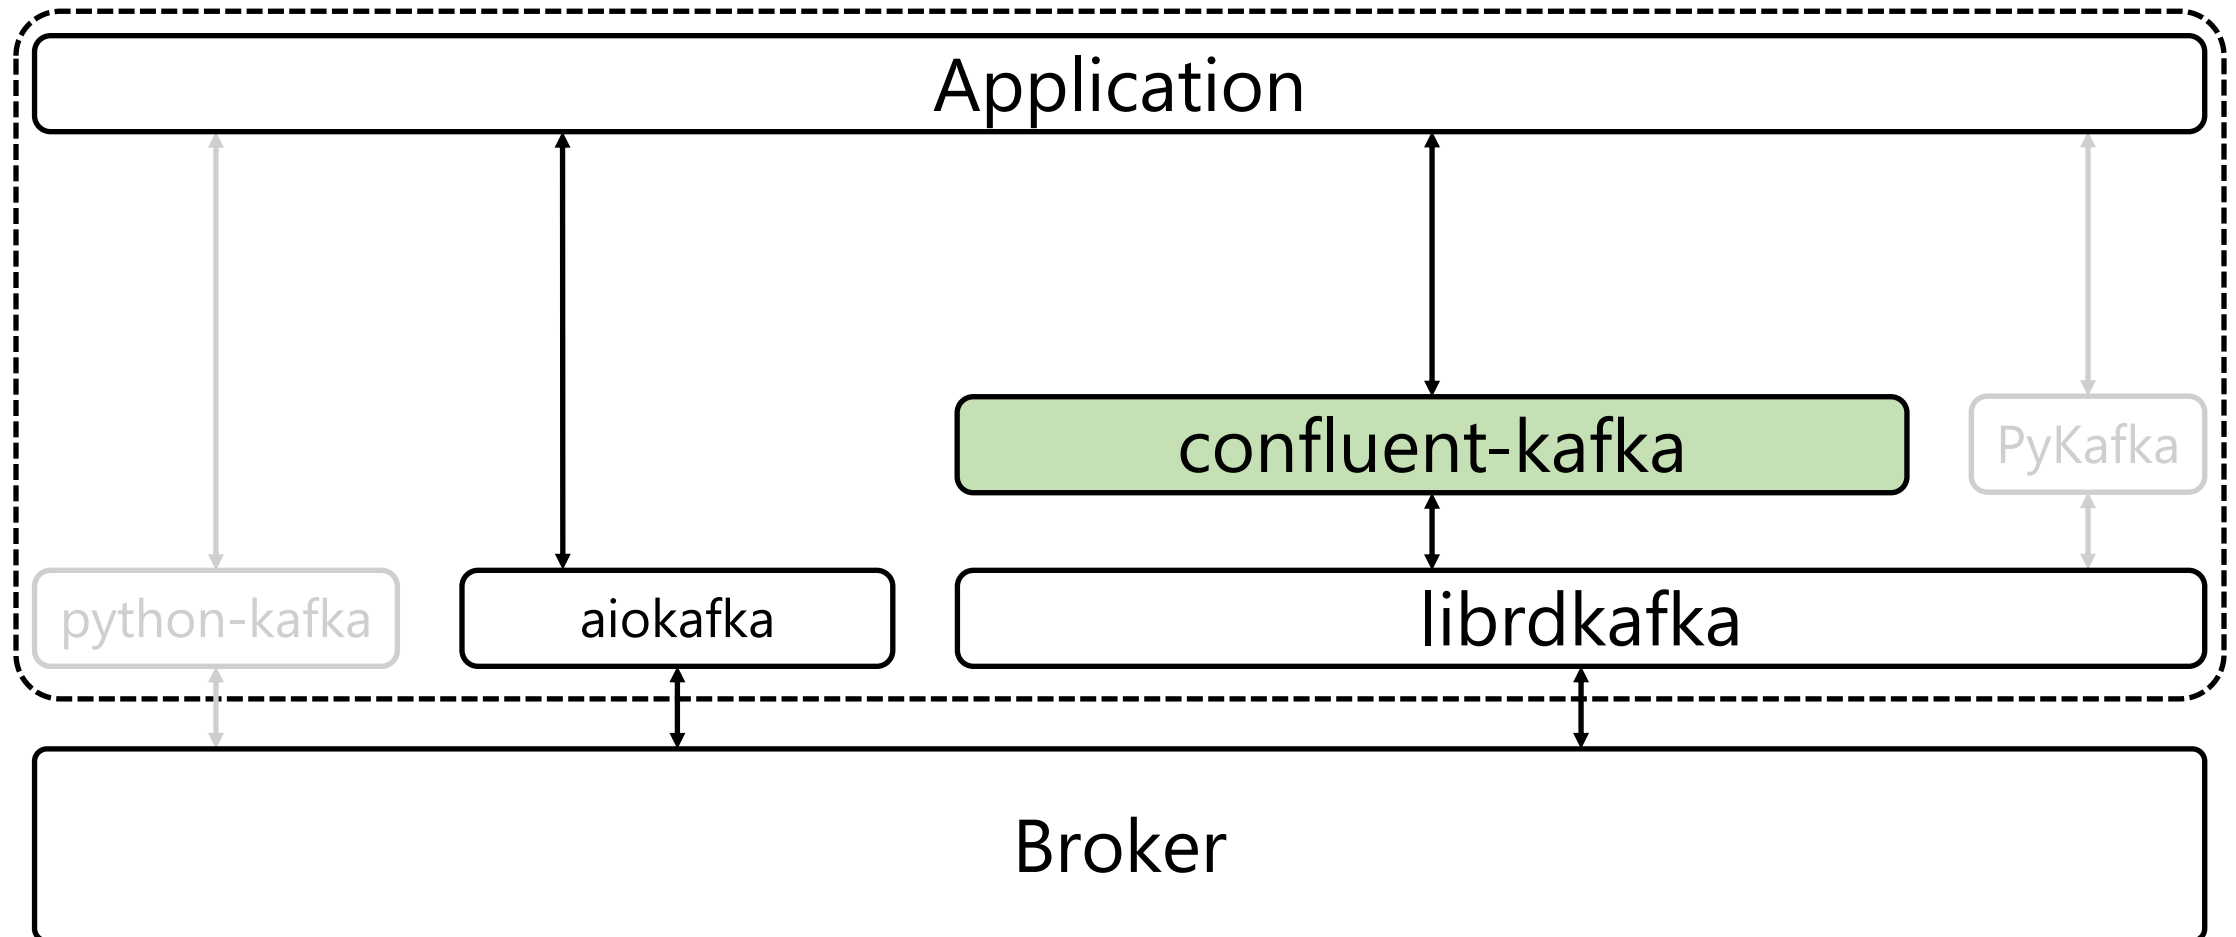 Application
confluent-kafka
PyKafka
python-kafka
aiokafka
librdkafka
Broker